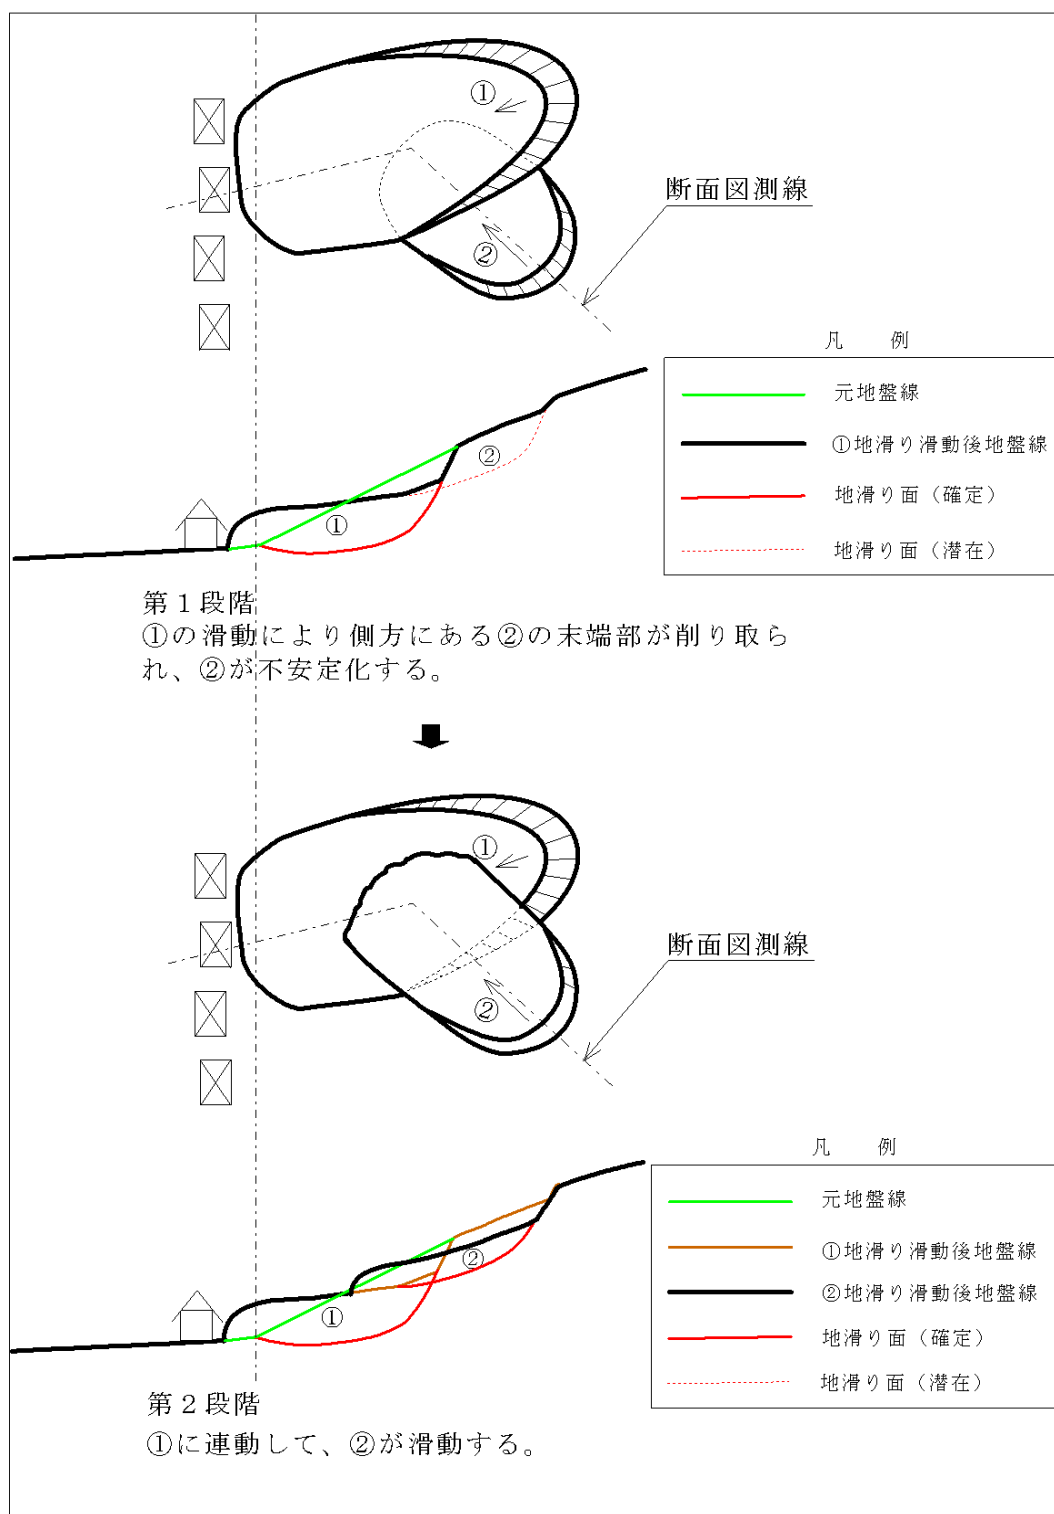 ①
断面図測線
②
凡 例
元地盤線
①地滑り滑動後地盤線
地滑り面（確定）
地滑り面（潜在）
②
①
第１段階
①の滑動により側方にある②の末端部が削り取ら
れ、②が不安定化する。
①
断面図測線
②
凡 例
元地盤線
①地滑り滑動後地盤線
②地滑り滑動後地盤線
地滑り面（確定）
地滑り面（潜在）
②
①
第２段階
①に連動して、②が滑動する。